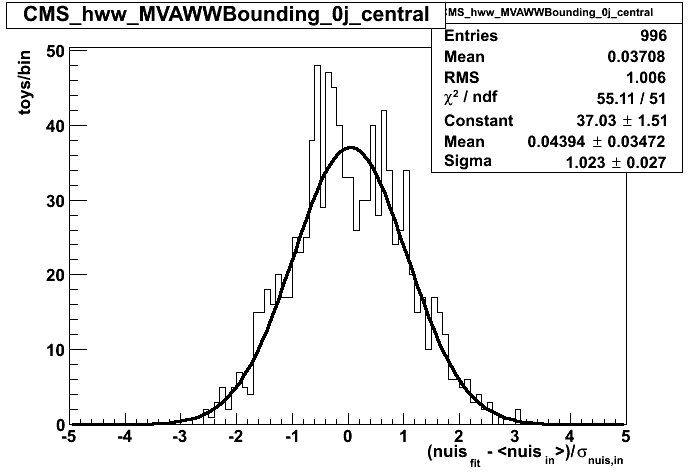 CMS_hww_MVAWWBounding_0j_central
CMS_hww_MVAWWBounding_0j_central
Entries 996
Mean 0.03708
RMS 1.006
χ² / ndf 55.11 / 51
Constant 37.03 ± 1.51
Mean 0.04394 ± 0.03472
Sigma 1.023 ± 0.027
toys/bin
50
40
30
20
10
0
-5 -4 -3 -2 -1 0 1 2 3 4 5
(nuis_fit - <nuis_in>)/σ_nuis,in